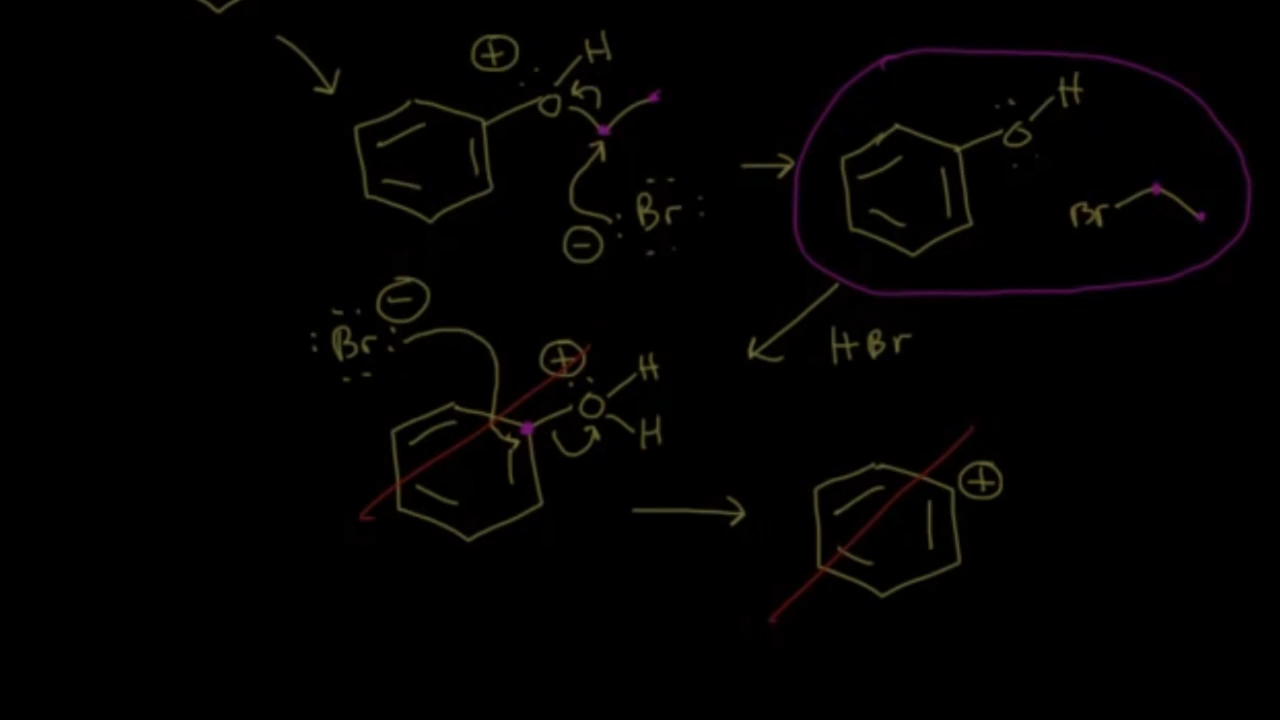 ⊕ H
O
:Br:
⊖
H
O
Br
HBr
:Br: ⊖
⊕ H
O
H
⊕